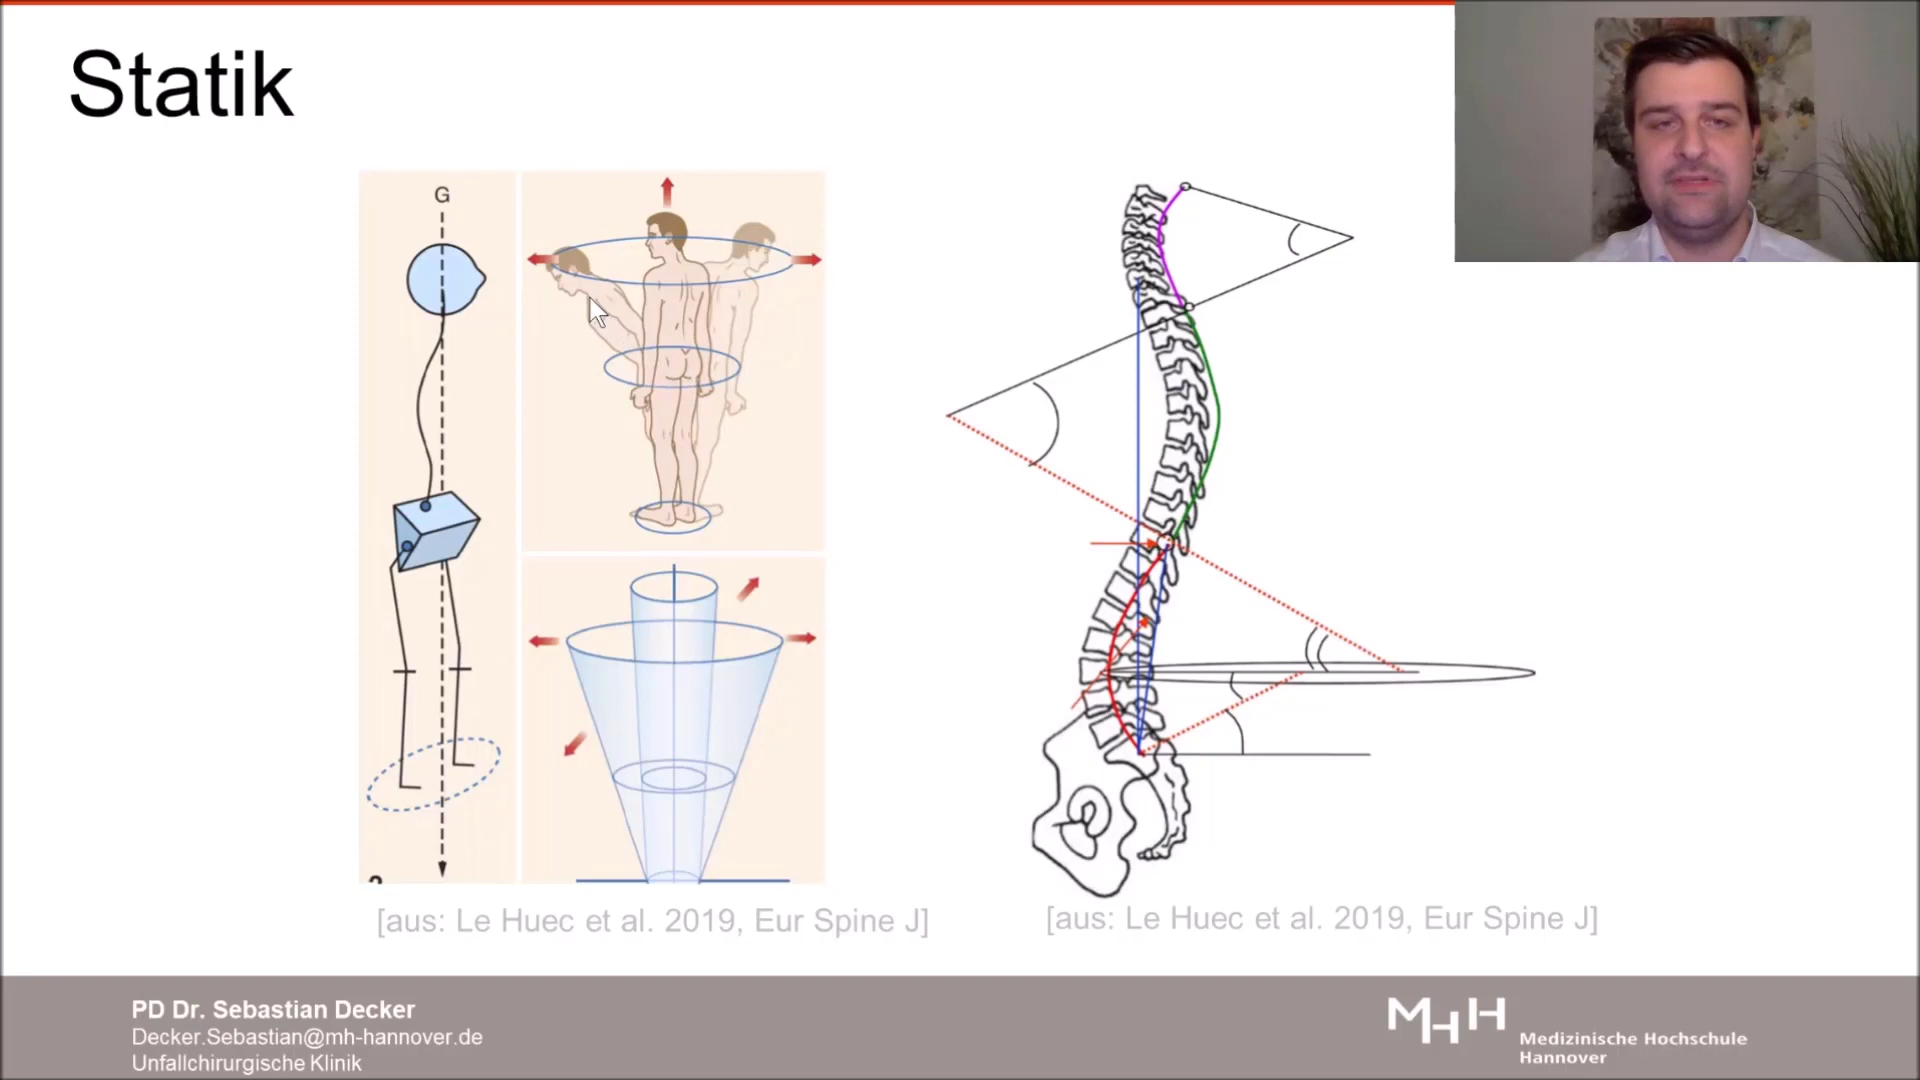 Statik
G
[aus: Le Huec et al. 2019, Eur Spine J]
[aus: Le Huec et al. 2019, Eur Spine J]
PD Dr. Sebastian Decker
Decker.Sebastian@mh-hannover.de
Unfallchirurgische Klinik
MHH
Medizinische Hochschule
Hannover